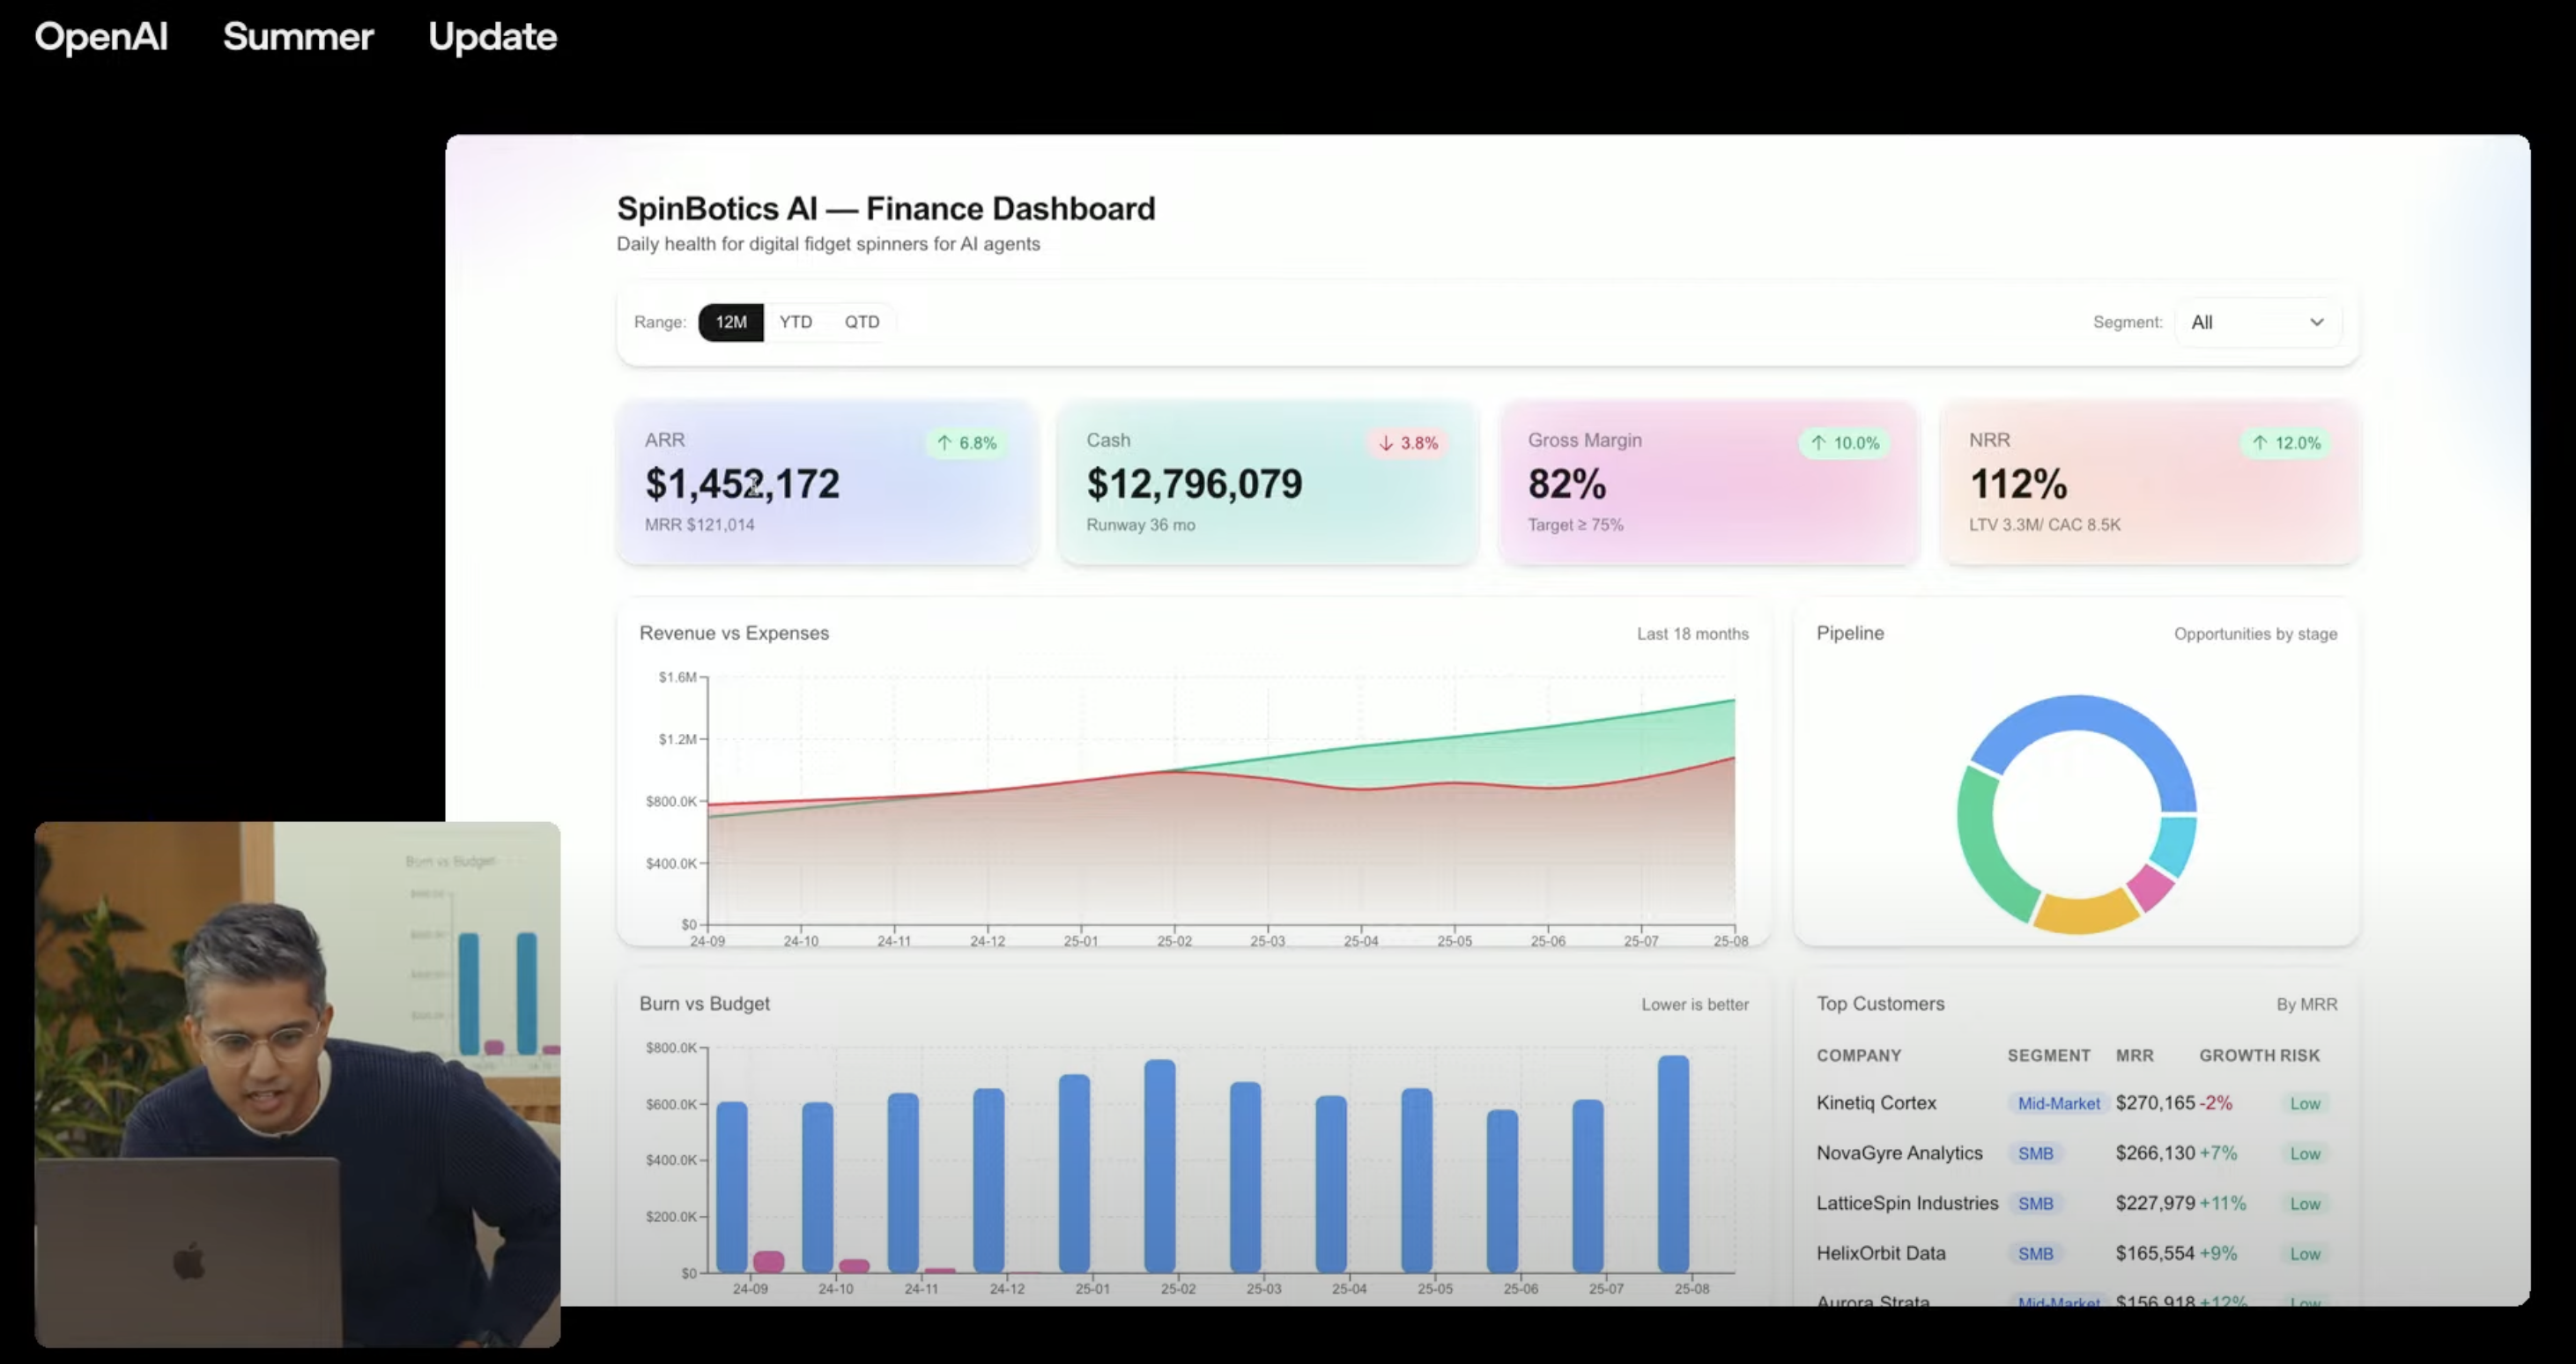 OpenAI Summer Update
SpinBotics AI — Finance Dashboard
Daily health for digital fidget spinners for AI agents
Range: 12M YTD QTD
Segment: All
ARR
↑ 6.8%
$1,452,172
MRR $121,014
Cash
↓ 3.8%
$12,796,079
Runway 36 mo
Gross Margin
↑ 10.0%
82%
Target ≥ 75%
NRR
↑ 12.0%
112%
LTV 3.3M/ CAC 8.5K
Revenue vs Expenses
Last 18 months
$1.6M
$1.2M
$800.0K
$400.0K
$0
24-09 24-10 24-11 24-12 25-01 25-02 25-03 25-04 25-05 25-06 25-07 25-08
Pipeline
Opportunities by stage
Burn vs Budget
Lower is better
$800.0K
$600.0K
$400.0K
$200.0K
$0
24-09 24-10 24-11 24-12 25-01 25-02 25-03 25-04 25-05 25-06 25-07 25-08
Top Customers
By MRR
COMPANY SEGMENT MRR GROWTH RISK
Kinetiq Cortex Mid-Market $270,165 -2% Low
NovaGyre Analytics SMB $266,130 +7% Low
LatticeSpin Industries SMB $227,979 +11% Low
HelixOrbit Data SMB $165,554 +9% Low
Aurora Strata Mid-Market $156,918 +12% Low
Burn vs Budget